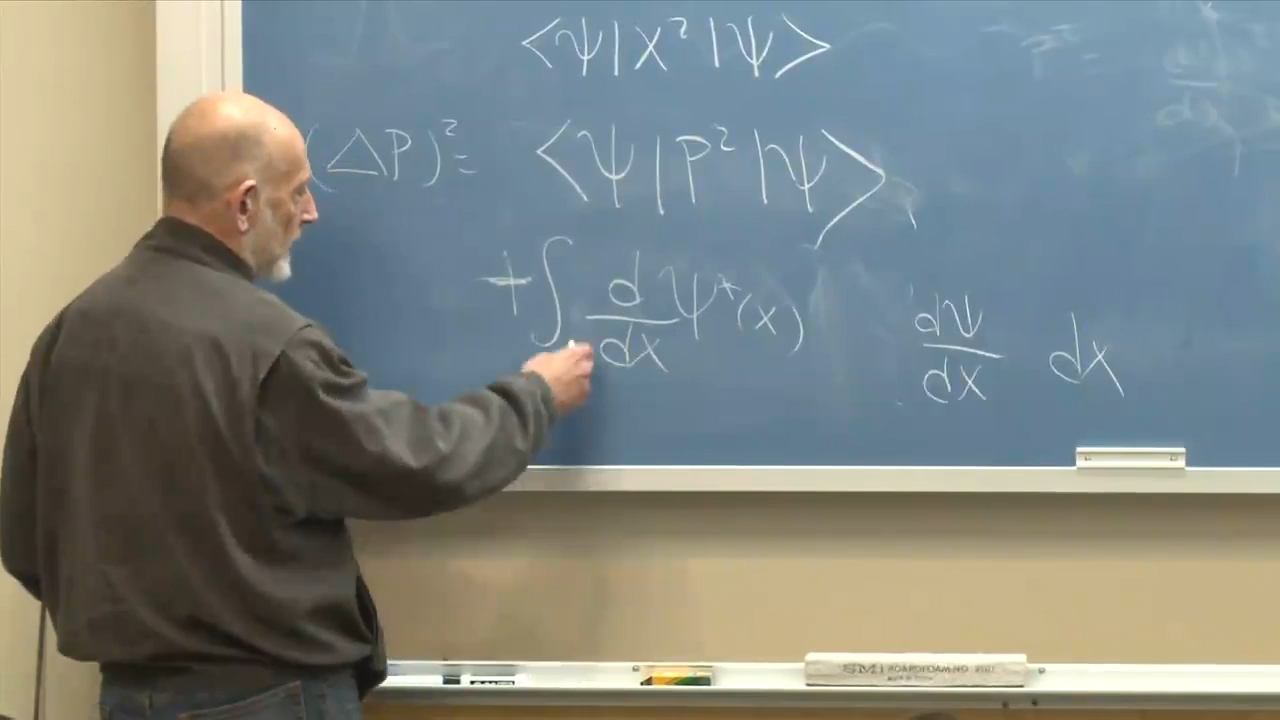 <Ψ|X²|Ψ>
(ΔP)² = <Ψ|P²|Ψ>
+∫ d/dx ψ*(x) dψ/dx dx